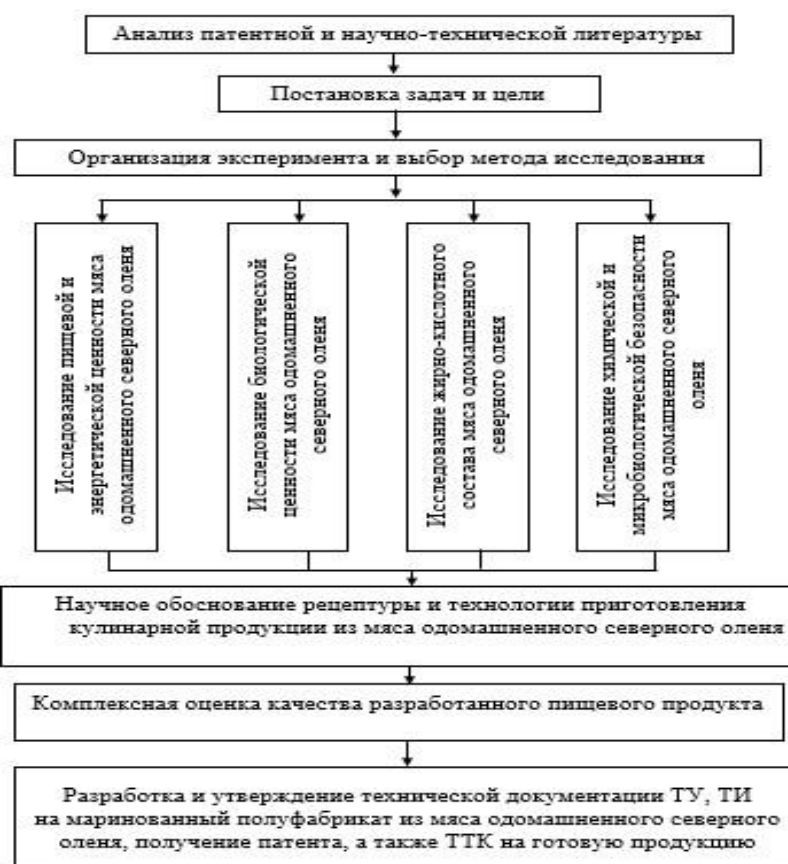 Анализ патентной и научно-технической литературы
Постановка задач и цели
Организация эксперимента и выбор метода исследования
Исследование пищевой и
энергетической ценности мяса
одомашненного северного оленя
Исследование биологической
ценности мяса одомашненного
северного оленя
Исследование жирно-кислотного
состава мяса одомашненного
северного оленя
Исследование химической и
микробиологической безопасности
мяса одомашненного северного
оленя
Научное обоснование рецептуры и технологии приготовления
кулинарной продукции из мяса одомашненного северного оленя
Комплексная оценка качества разработанного пищевого продукта
Разработка и утверждение технической документации ТУ, ТИ
на маринованный полуфабрикат из мяса одомашненного северного
оленя, получение патента, а также ТТК на готовую продукцию